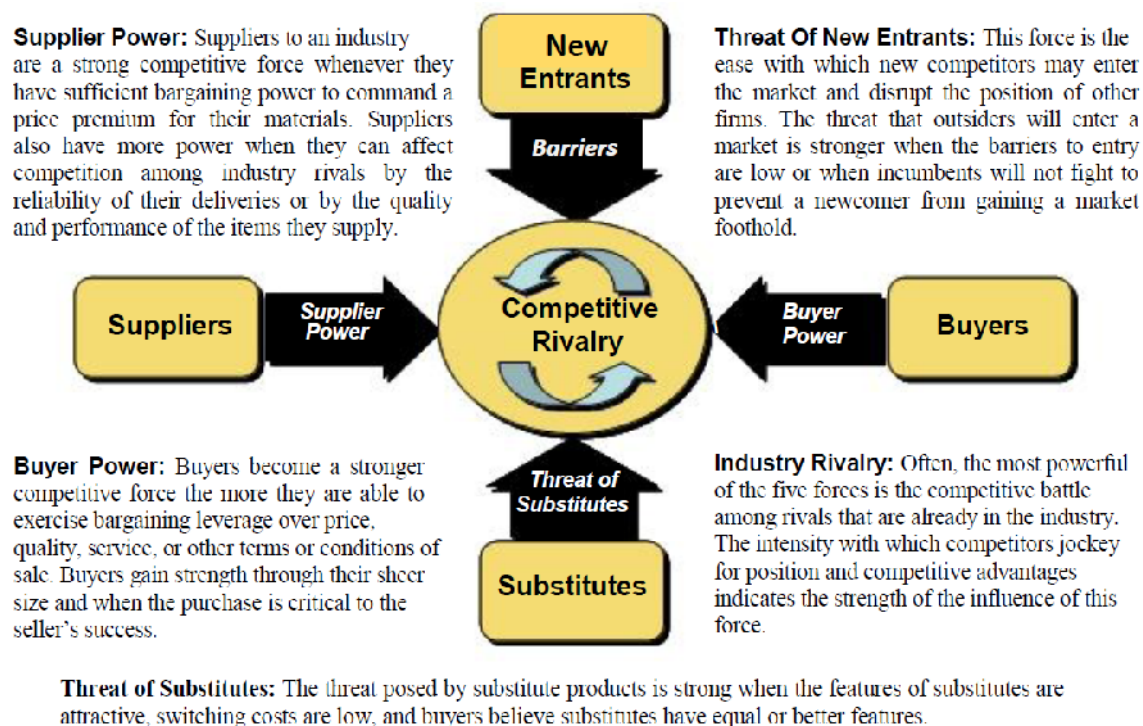 Supplier Power: Suppliers to an industry
are a strong competitive force whenever they
have sufficient bargaining power to command a
price premium for their materials. Suppliers
also have more power when they can affect
competition among industry rivals by the
reliability of their deliveries or by the quality
and performance of the items they supply.
New
Entrants
Barriers
Threat Of New Entrants: This force is the
ease with which new competitors may enter
the market and disrupt the position of other
firms. The threat that outsiders will enter a
market is stronger when the barriers to entry
are low or when incumbents will not fight to
prevent a newcomer from gaining a market
foothold.
Suppliers
Supplier
Power
Competitive
Rivalry
Buyer
Power
Buyers
Buyer Power: Buyers become a stronger
competitive force the more they are able to
exercise bargaining leverage over price,
quality, service, or other terms or conditions of
sale. Buyers gain strength through their sheer
size and when the purchase is critical to the
seller's success.
Threat of
Substitutes
Substitutes
Industry Rivalry: Often, the most powerful
of the five forces is the competitive battle
among rivals that are already in the industry.
The intensity with which competitors jockey
for position and competitive advantages
indicates the strength of the influence of this
force.
Threat of Substitutes: The threat posed by substitute products is strong when the features of substitutes are
attractive, switching costs are low, and buyers believe substitutes have equal or better features.